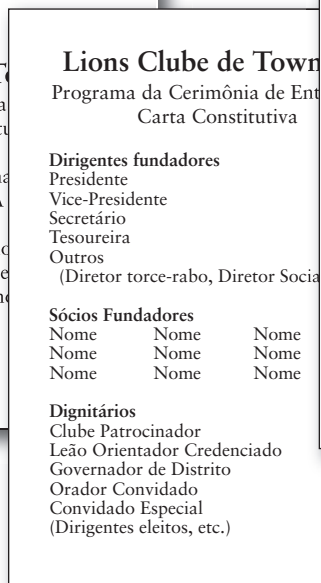 Lions Clube de Town
Programa da Cerimônia de Ent
Carta Constitutiva
Dirigentes fundadores
Presidente
Vice-Presidente
Secretário
Tesoureira
Outros
(Diretor torce-rabo, Diretor Socia
Sócios Fundadores
Nome Nome Nome
Nome Nome Nome
Nome Nome Nome
Dignitários
Clube Patrocinador
Leão Orientador Credenciado
Governador de Distrito
Orador Convidado
Convidado Especial
(Dirigentes eleitos, etc.)